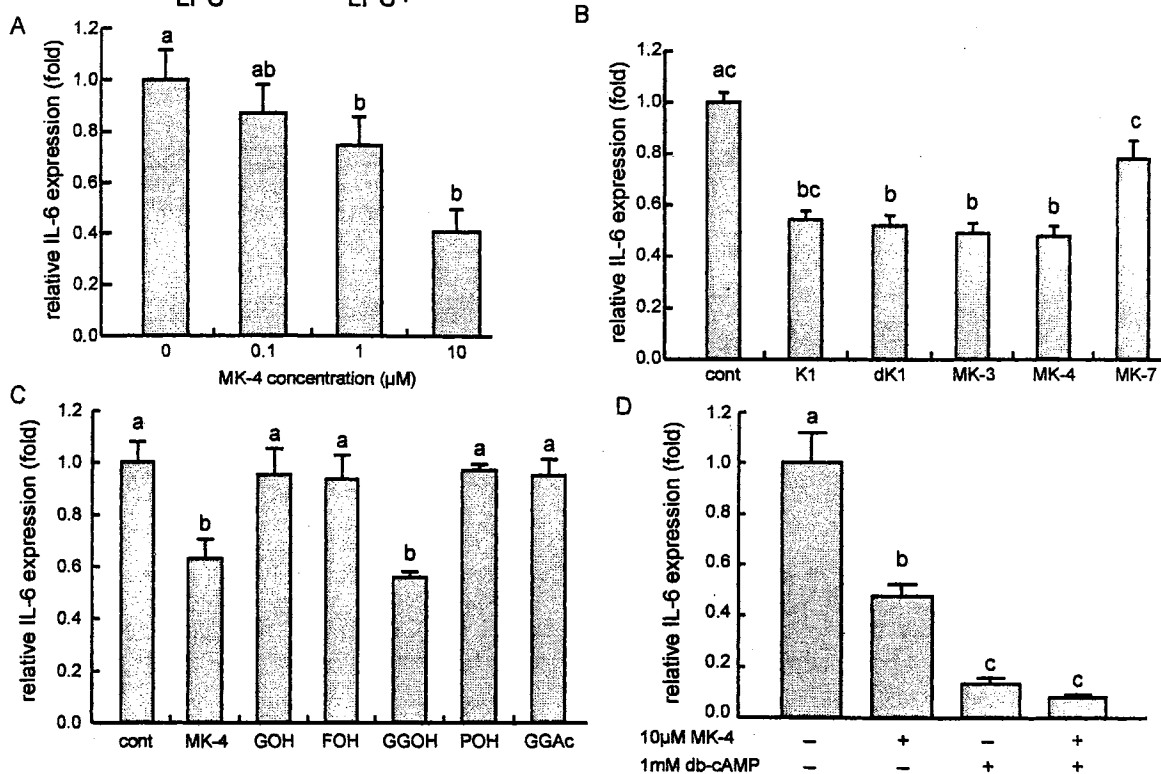 A
relative IL-6 expression (fold)
1.2
1.0
0.8
0.6
0.4
0.2
0.0
a
ab
b
b
0 0.1 1 10
MK-4 concentration (µM)
B
relative IL-6 expression (fold)
1.2
1.0
0.8
0.6
0.4
0.2
0.0
ac
bc
b
b
b
c
cont K1 dK1 MK-3 MK-4 MK-7
C
relative IL-6 expression (fold)
1.2
1.0
0.8
0.6
0.4
0.2
0.0
a
b
a
a
b
a
a
cont MK-4 GOH FOH GGOH POH GGAc
D
relative IL-6 expression (fold)
1.2
1.0
0.8
0.6
0.4
0.2
0.0
a
b
c
c
10µM MK-4 – + – +
1mM db-cAMP – – + +